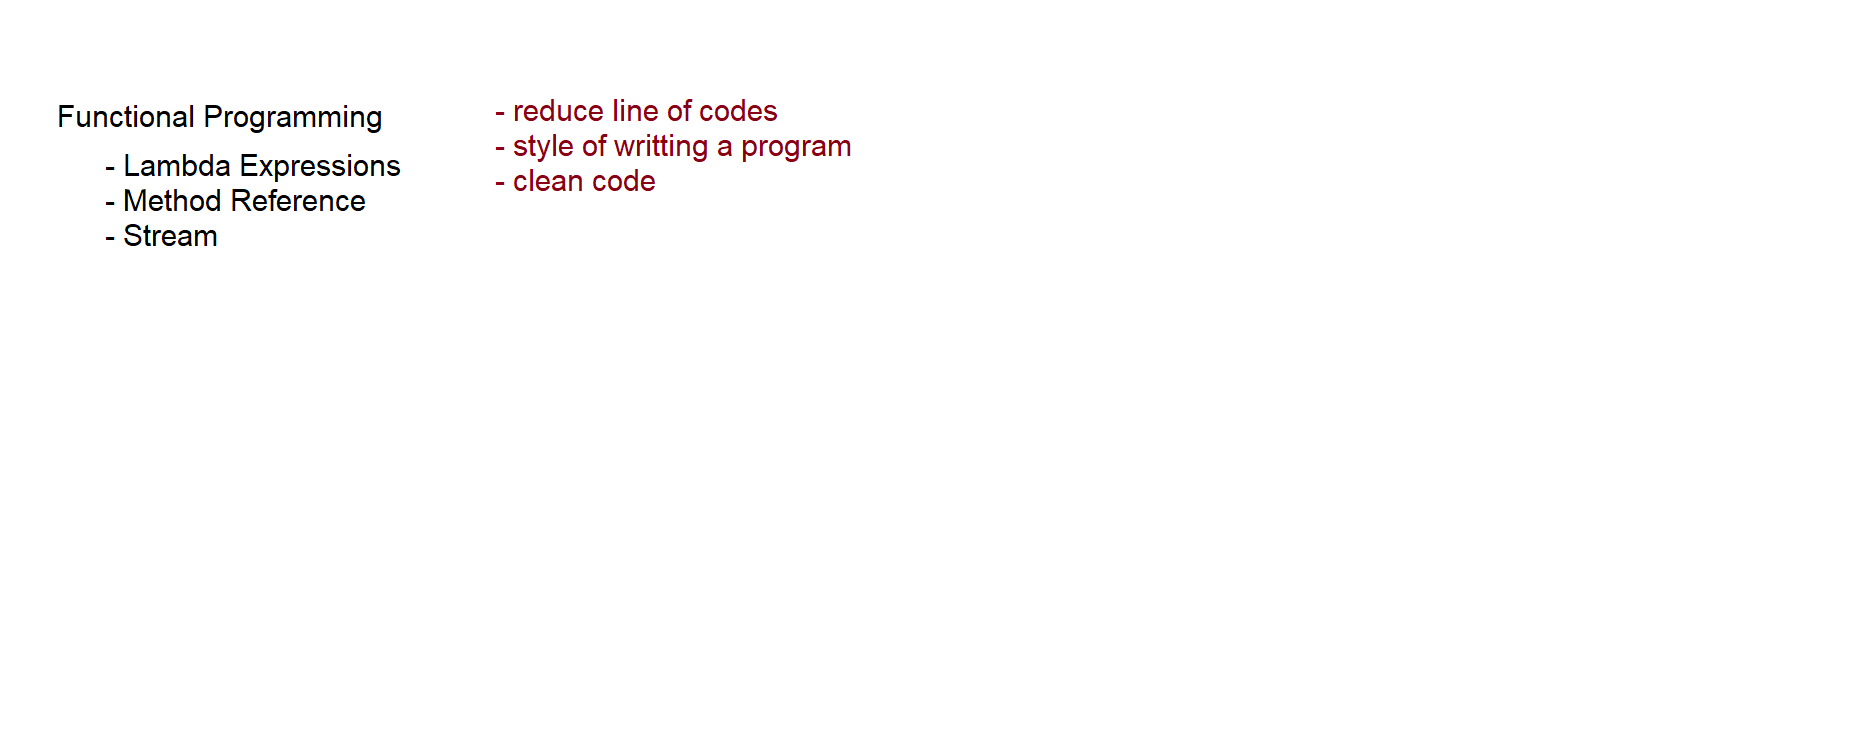 Functional Programming
- Lambda Expressions
- Method Reference
- Stream
- reduce line of codes
- style of writting a program
- clean code